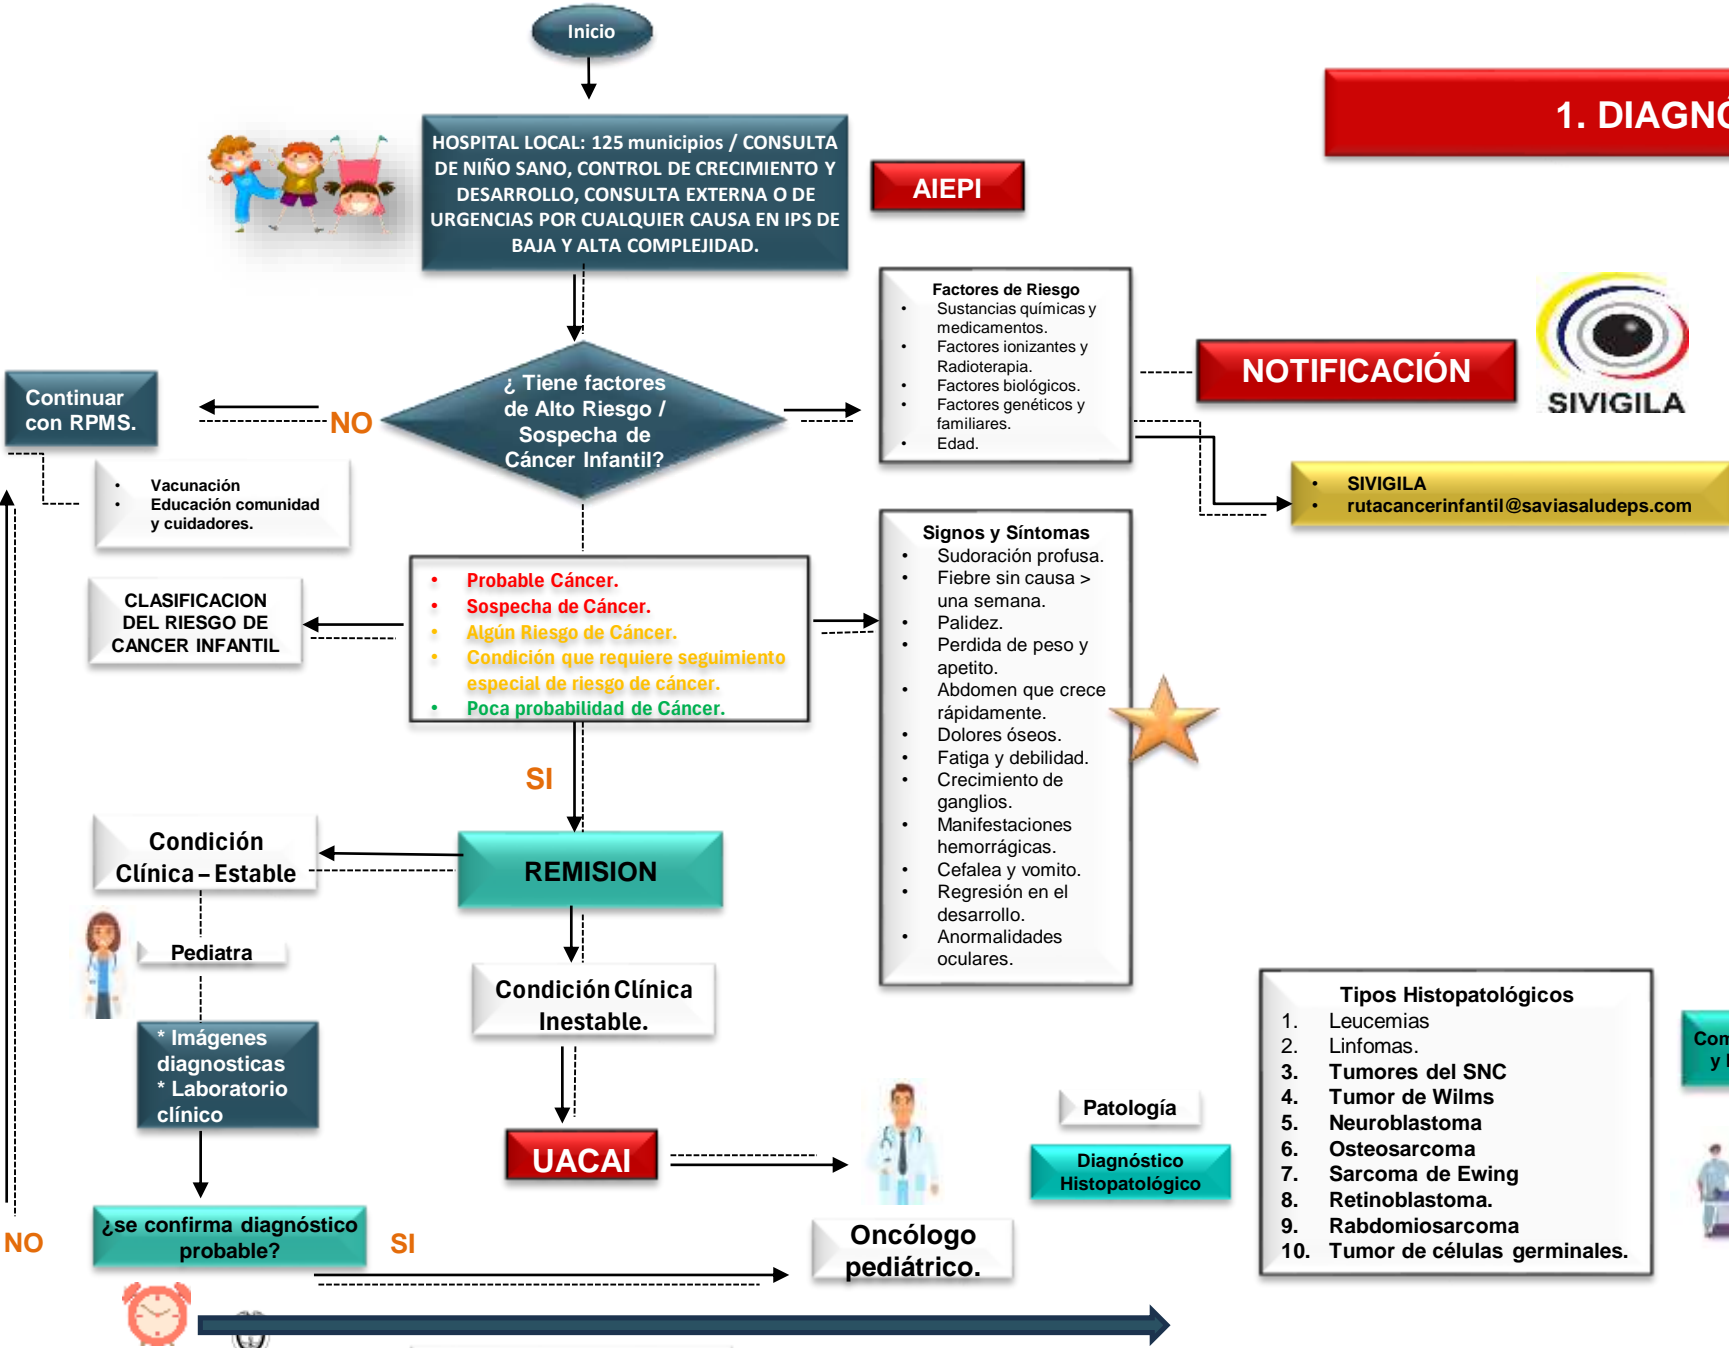 Inicio
1. DIAGNÓ
HOSPITAL LOCAL: 125 municipios / CONSULTA
DE NIÑO SANO, CONTROL DE CRECIMIENTO Y
DESARROLLO, CONSULTA EXTERNA O DE
URGENCIAS POR CUALQUIER CAUSA EN IPS DE
BAJA Y ALTA COMPLEJIDAD.
AIEPI
Factores de Riesgo
• Sustancias químicas y
medicamentos.
• Factores ionizantes y
Radioterapia.
• Factores biológicos.
• Factores genéticos y
familiares.
• Edad.
NOTIFICACIÓN
SIVIGILA
Continuar
con RPMS.
NO
¿ Tiene factores
de Alto Riesgo /
Sospecha de
Cáncer Infantil?
• Vacunación
• Educación comunidad
y cuidadores.
• SIVIGILA
• rutacancerinfantil@saviasaludeps.com
CLASIFICACION
DEL RIESGO DE
CANCER INFANTIL
• Probable Cáncer.
• Sospecha de Cáncer.
• Algún Riesgo de Cáncer.
• Condición que requiere seguimiento
especial de riesgo de cáncer.
• Poca probabilidad de Cáncer.
Signos y Síntomas
• Sudoración profusa.
• Fiebre sin causa >
una semana.
• Palidez.
• Perdida de peso y
apetito.
• Abdomen que crece
rápidamente.
• Dolores óseos.
• Fatiga y debilidad.
• Crecimiento de
ganglios.
• Manifestaciones
hemorrágicas.
• Cefalea y vomito.
• Regresión en el
desarrollo.
• Anormalidades
oculares.
SI
Condición
Clínica – Estable
REMISION
Pediatra
Condición Clínica
Inestable.
* Imágenes
diagnosticas
* Laboratorio
clínico
UACAI
Patología
Diagnóstico
Histopatológico
Tipos Histopatológicos
1. Leucemias
2. Linfomas.
3. Tumores del SNC
4. Tumor de Wilms
5. Neuroblastoma
6. Osteosarcoma
7. Sarcoma de Ewing
8. Retinoblastoma.
9. Rabdomiosarcoma
10. Tumor de células germinales.
Com
y
NO
¿se confirma diagnóstico
probable?
SI
Oncólogo
pediátrico.